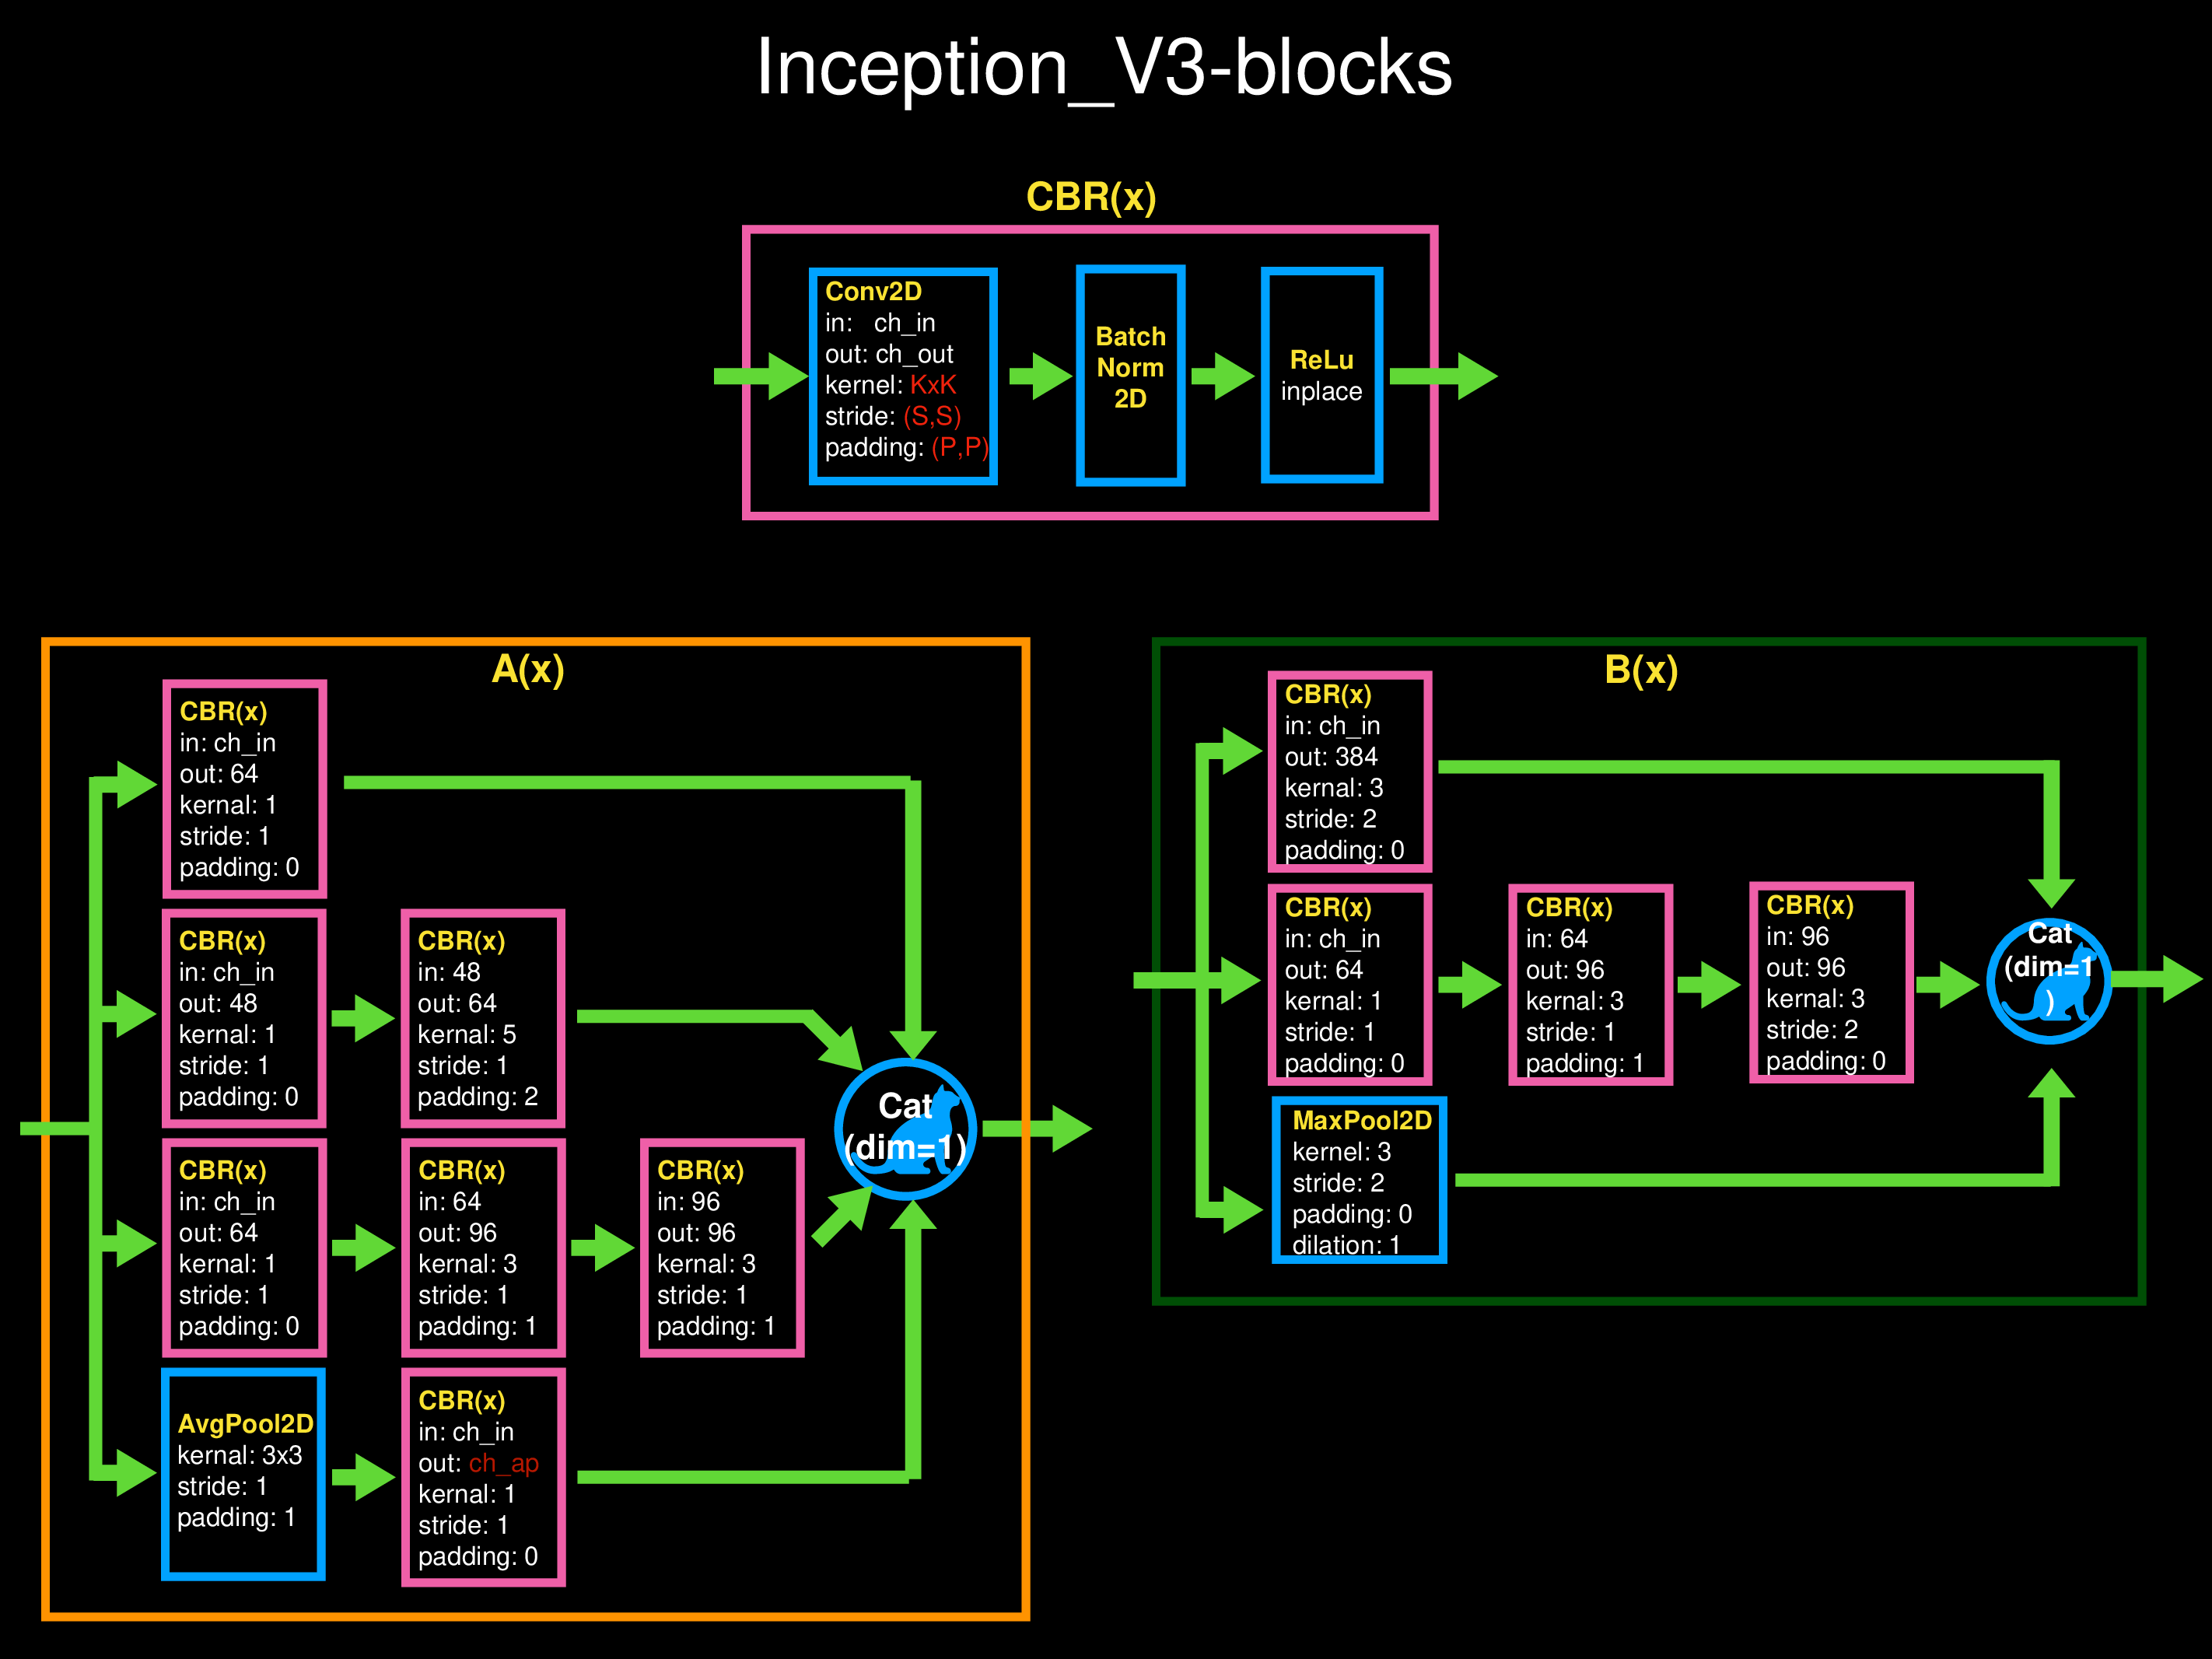 Inception_V3-blocks
CBR(x)
Conv2D
in: ch_in
out: ch_out
kernel: KxK
stride: (S,S)
padding: (P,P)
Batch
Norm
2D
ReLu
inplace
A(x)
CBR(x)
in: ch_in
out: 64
kernal: 1
stride: 1
padding: 0
CBR(x)
in: ch_in
out: 48
kernal: 1
stride: 1
padding: 0
CBR(x)
in: 48
out: 64
kernal: 5
stride: 1
padding: 2
CBR(x)
in: ch_in
out: 64
kernal: 1
stride: 1
padding: 0
CBR(x)
in: 64
out: 96
kernal: 3
stride: 1
padding: 1
CBR(x)
in: 96
out: 96
kernal: 3
stride: 1
padding: 1
AvgPool2D
kernal: 3x3
stride: 1
padding: 1
CBR(x)
in: ch_in
out: ch_ap
kernal: 1
stride: 1
padding: 0
Cat
(dim=1)
B(x)
CBR(x)
in: ch_in
out: 384
kernal: 3
stride: 2
padding: 0
CBR(x)
in: ch_in
out: 64
kernal: 1
stride: 1
padding: 0
CBR(x)
in: 64
out: 96
kernal: 3
stride: 1
padding: 1
CBR(x)
in: 96
out: 96
kernal: 3
stride: 2
padding: 0
MaxPool2D
kernel: 3
stride: 2
padding: 0
dilation: 1
Cat
(dim=1
)